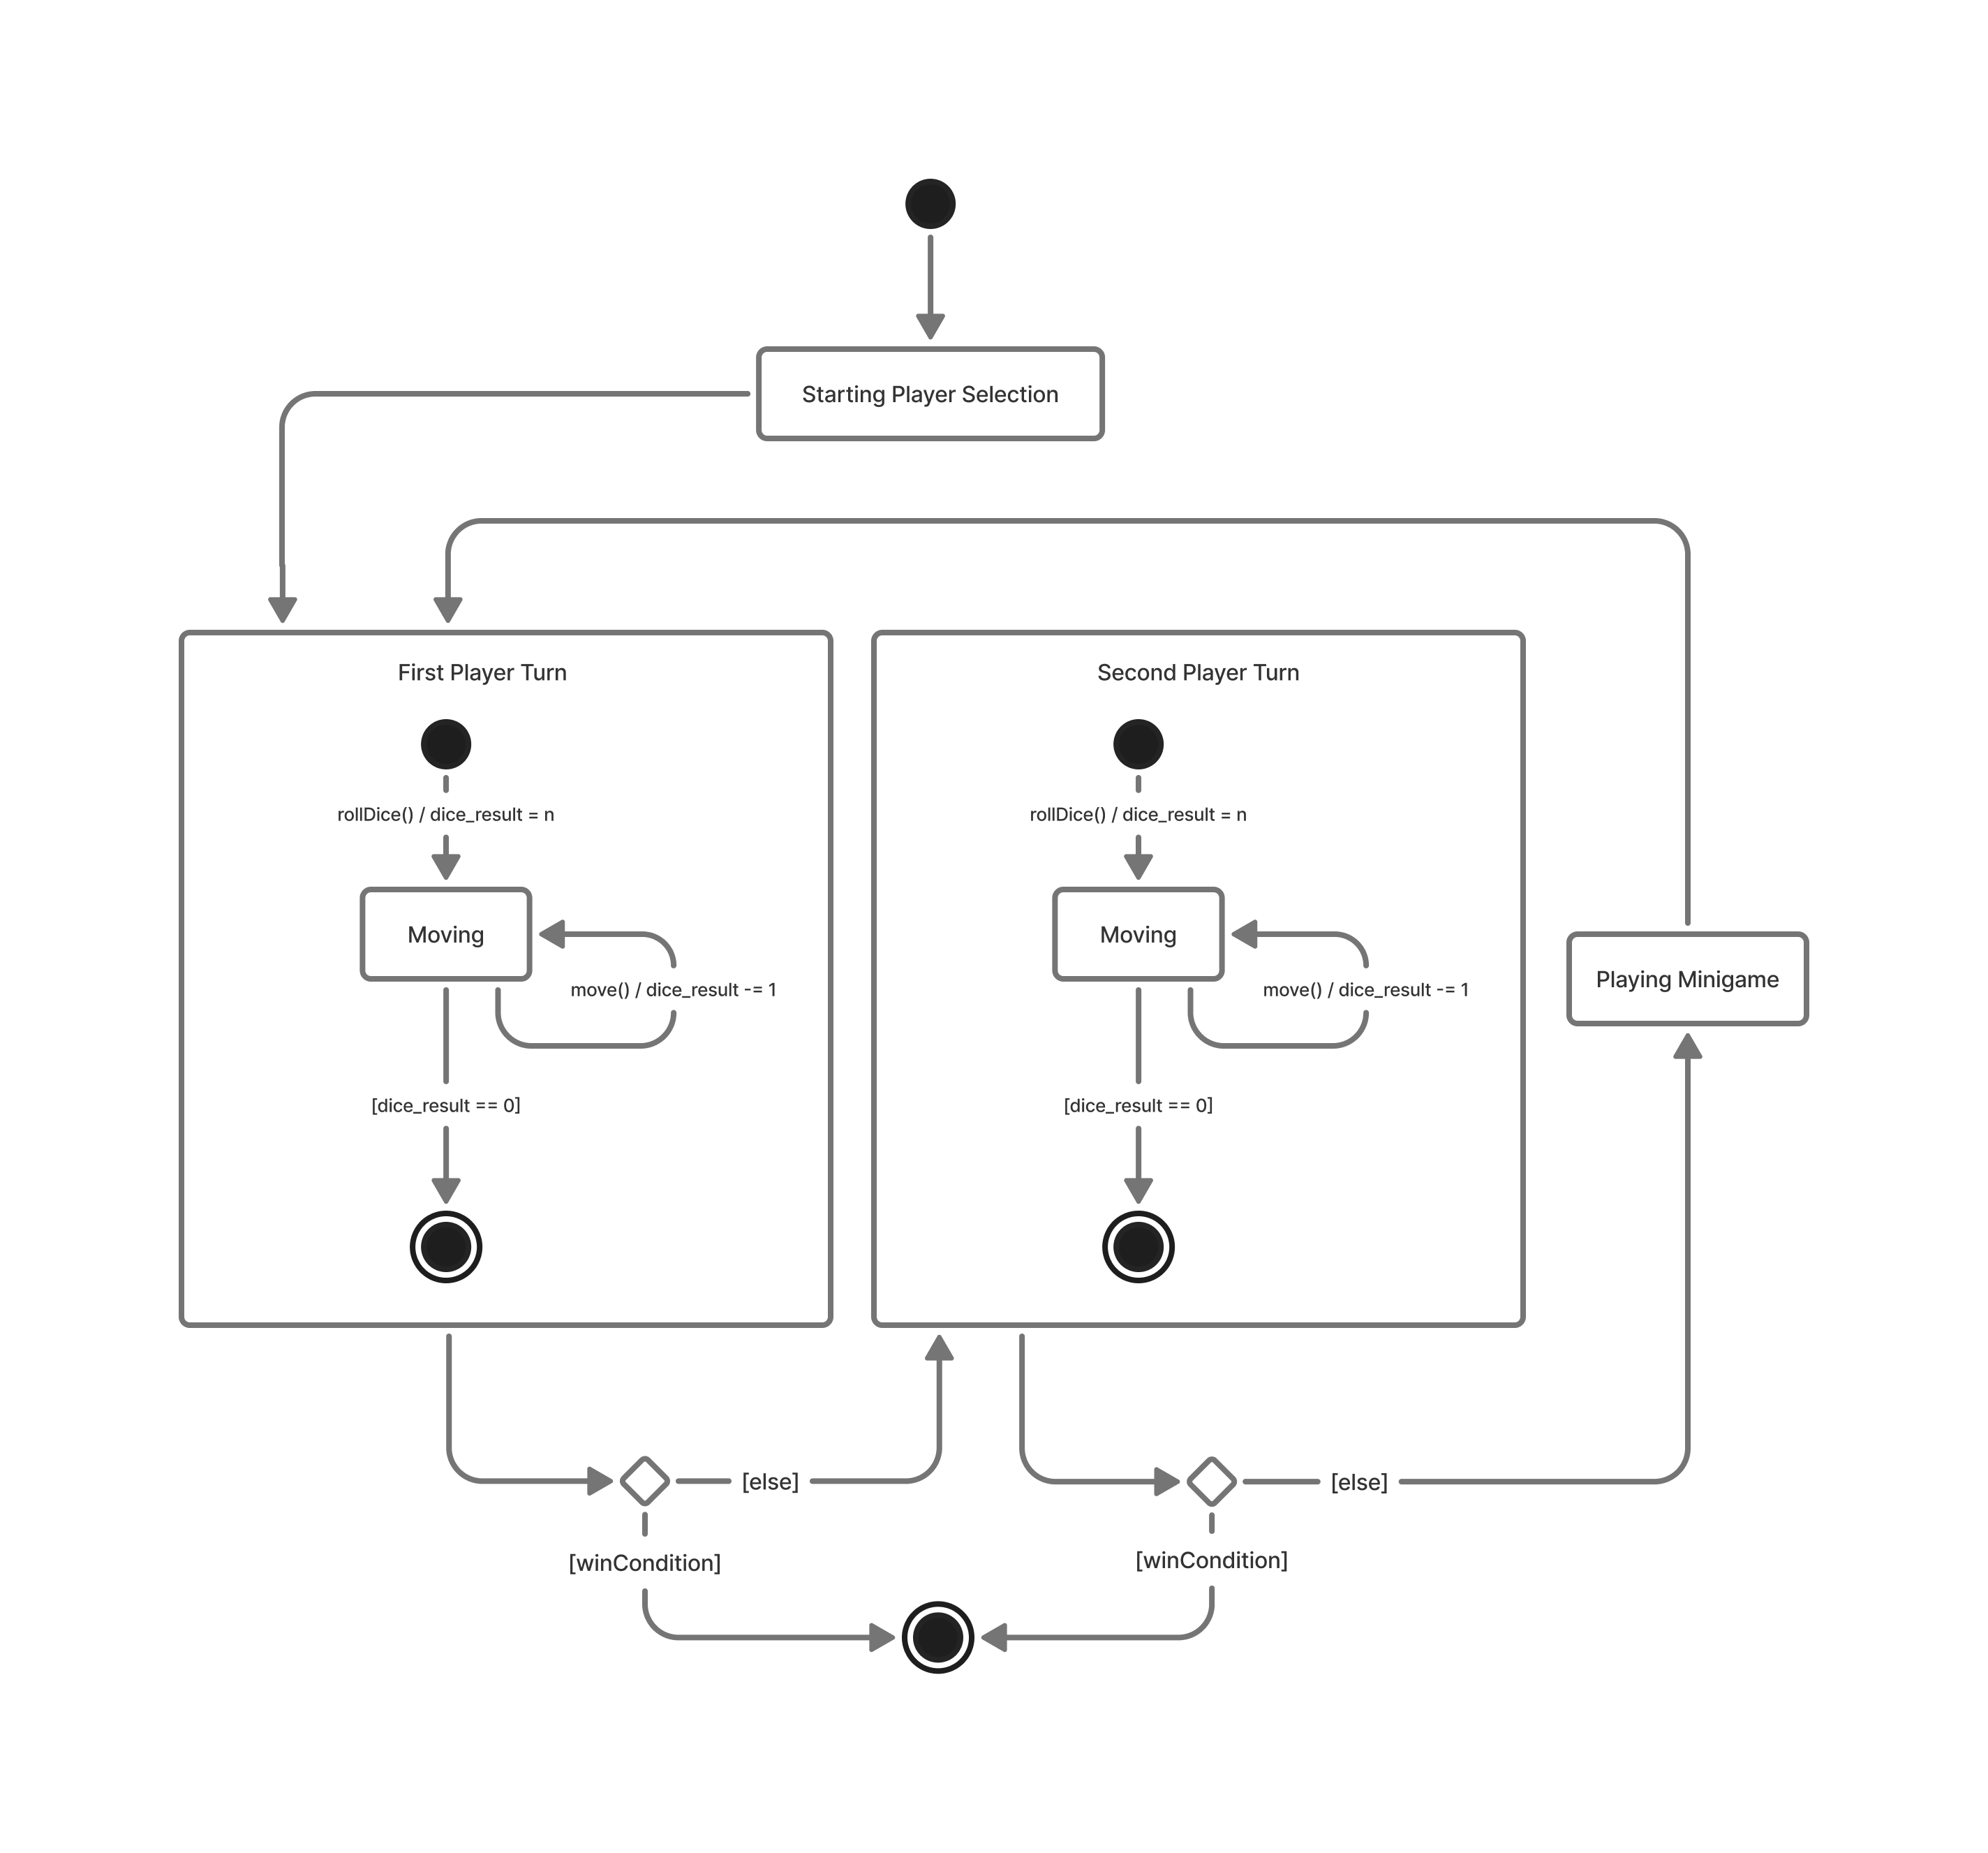 Starting Player Selection
First Player Turn
rollDice() / dice_result = n
Moving
move() / dice_result -= 1
[dice_result == 0]
Second Player Turn
rollDice() / dice_result = n
Moving
move() / dice_result -= 1
[dice_result == 0]
Playing Minigame
[else]
[winCondition]
[else]
[winCondition]